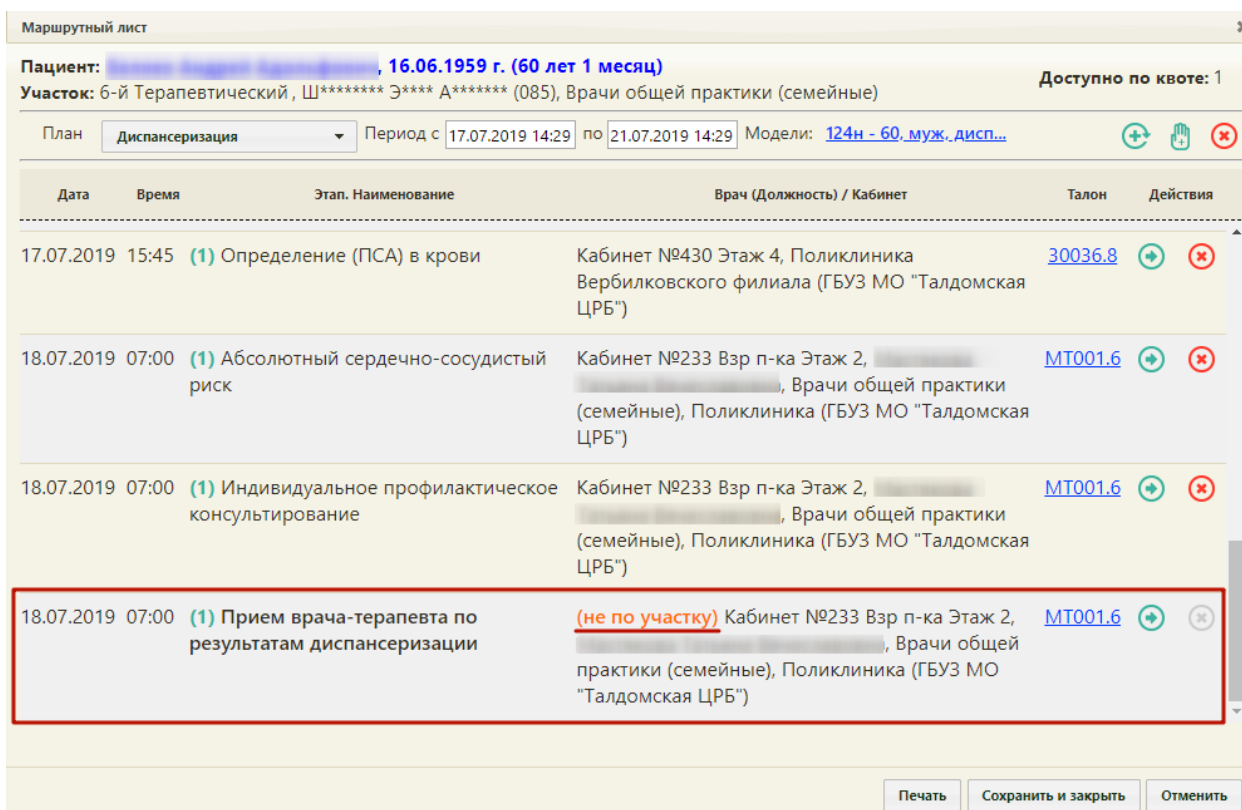 Маршрутный лист
Пациент: , 16.06.1959 г. (60 лет 1 месяц)
Участок: 6-й Терапевтический , Ш******** Э**** А******* (085), Врачи общей практики (семейные)
Доступно по квоте: 1
План Диспансеризация Период с 17.07.2019 14:29 по 21.07.2019 14:29 Модели: 124н - 60, муж, дисп...
Дата Время Этап. Наименование Врач (Должность) / Кабинет Талон Действия
17.07.2019 15:45 (1) Определение (ПСА) в крови Кабинет №430 Этаж 4, Поликлиника 30036.8
Вербилковского филиала (ГБУЗ МО "Талдомская
ЦРБ")
18.07.2019 07:00 (1) Абсолютный сердечно-сосудистый Кабинет №233 Взр п-ка Этаж 2, МТ001.6
риск , Врачи общей практики
(семейные), Поликлиника (ГБУЗ МО "Талдомская
ЦРБ")
18.07.2019 07:00 (1) Индивидуальное профилактическое Кабинет №233 Взр п-ка Этаж 2, МТ001.6
консультирование , Врачи общей практики
(семейные), Поликлиника (ГБУЗ МО "Талдомская
ЦРБ")
18.07.2019 07:00 (1) Прием врача-терапевта по (не по участку) Кабинет №233 Взр п-ка Этаж 2, МТ001.6
результатам диспансеризации , Врачи общей
практики (семейные), Поликлиника (ГБУЗ МО
"Талдомская ЦРБ")
Печать Сохранить и закрыть Отменить